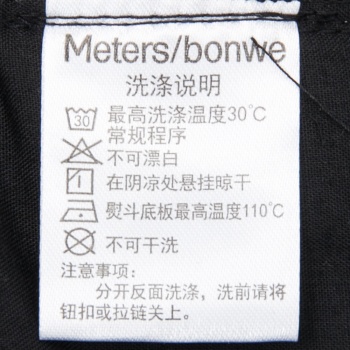 Meters/bonwe
洗涤说明
30 最高洗涤温度30℃
常规程序
不可漂白
在阴凉处悬挂晾干
熨斗底板最高温度110℃
不可干洗
注意事项:
分开反面洗涤，洗前请将
钮扣或拉链关上。